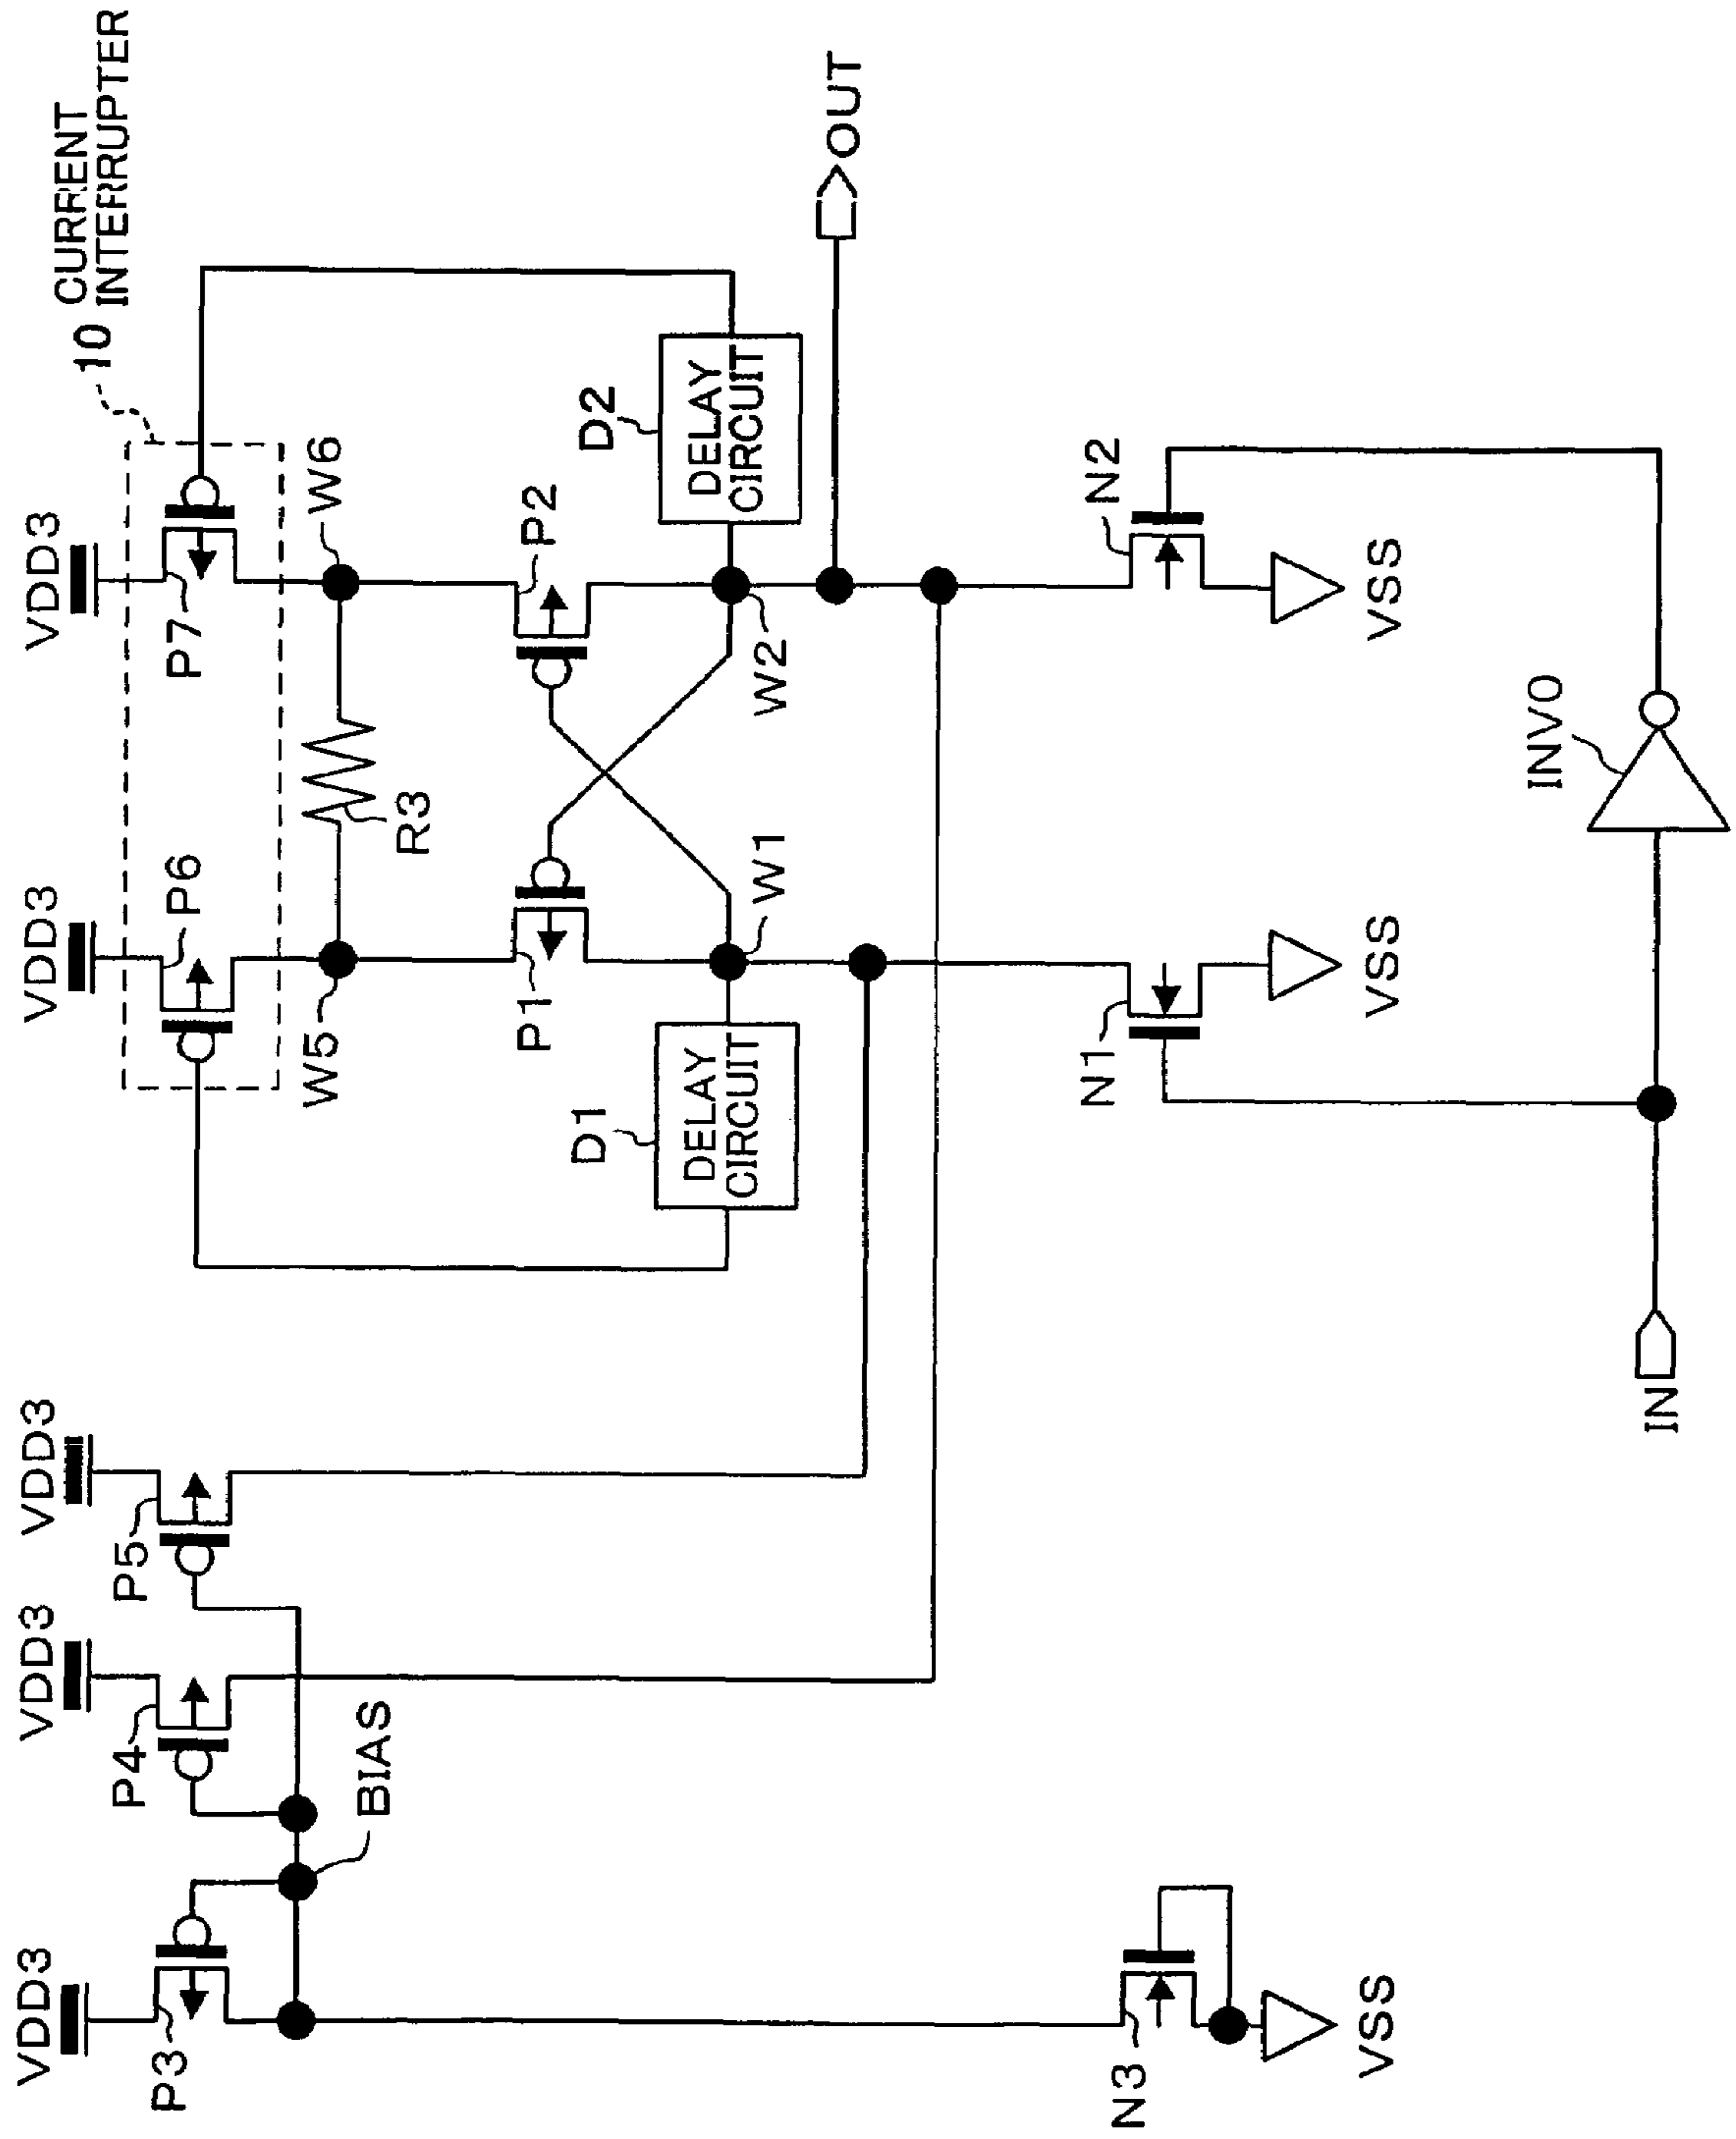 CURRENT
10 INTERRUPTER
VDD3
VDD3
VDD3
VDD3
VDD3
P3
P4
P5
P6
P7
W5
W6
R3
BIAS
P1
P2
D1
DELAY
CIRCUIT
D2
DELAY
CIRCUIT
W1
W2
OUT
N3
N1
N2
VSS
VSS
VSS
INV0
IN